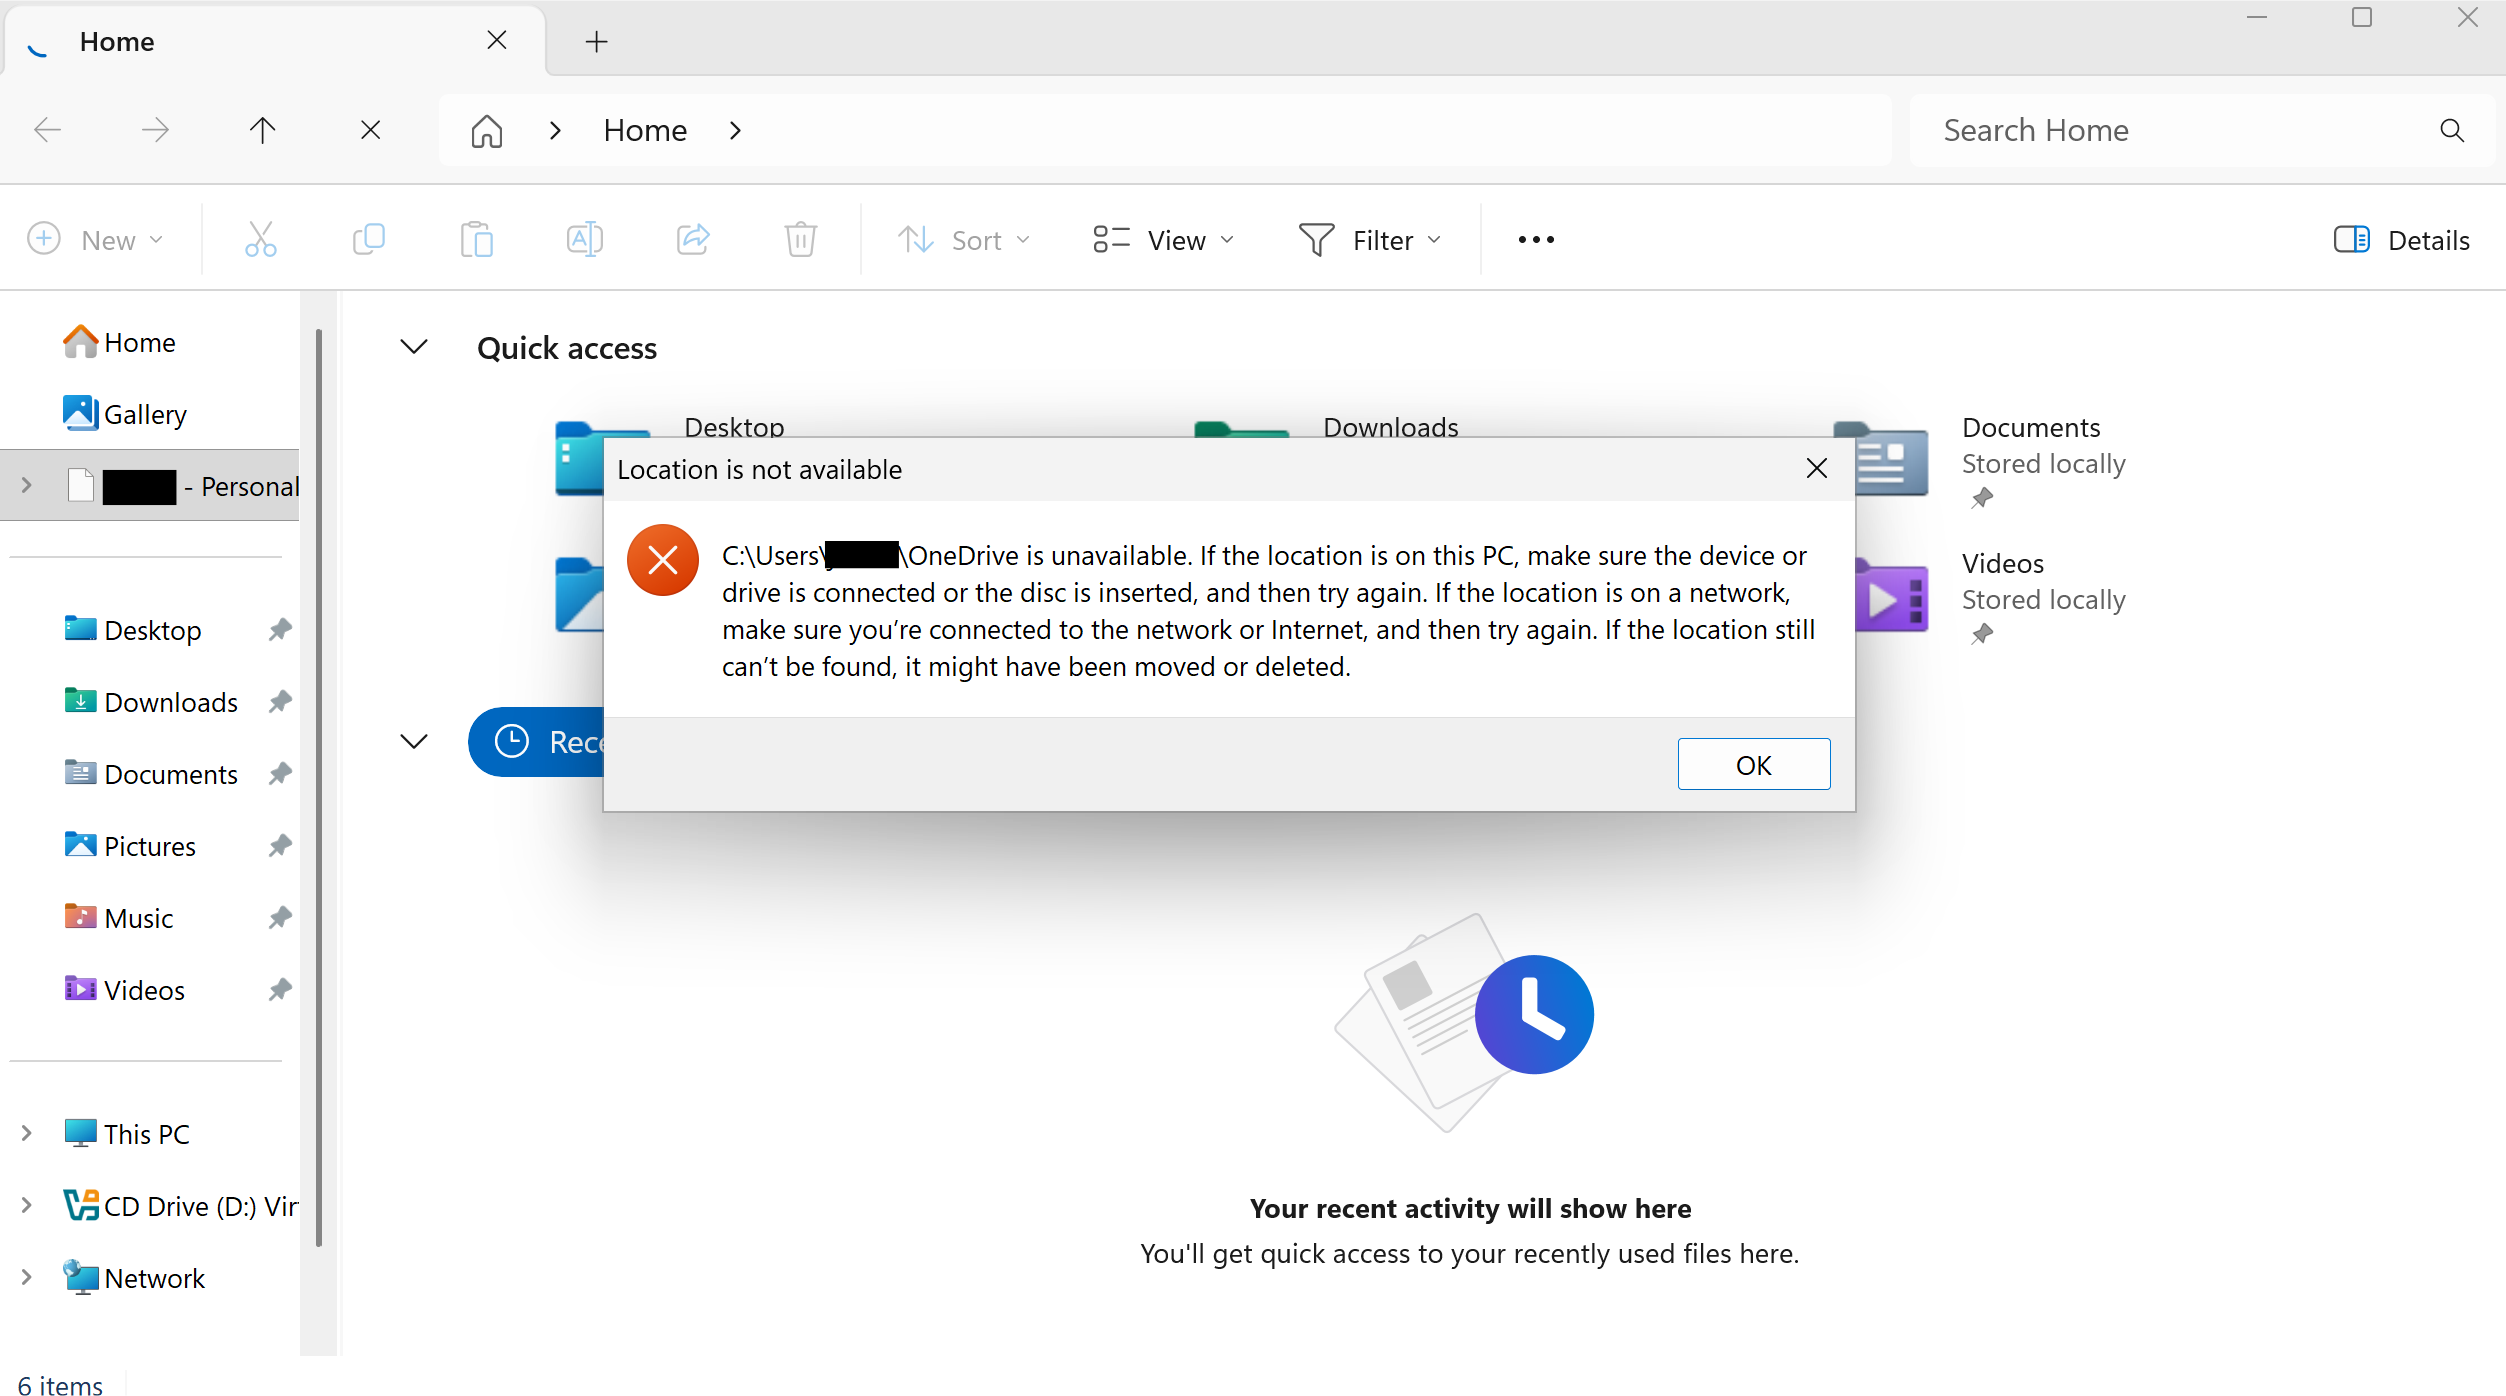 Home
Home
Search Home
New
Sort
View
Filter
Details
Home
Gallery
- Personal
Desktop
Downloads
Documents
Pictures
Music
Videos
This PC
CD Drive (D:)
Network
Quick access
Desktop
Downloads
Documents
Stored locally
Videos
Stored locally
Location is not available
C:\Users\ \OneDrive is unavailable. If the location is on this PC, make sure the device or
drive is connected or the disc is inserted, and then try again. If the location is on a network,
make sure you’re connected to the network or Internet, and then try again. If the location still
can’t be found, it might have been moved or deleted.
OK
Your recent activity will show here
You'll get quick access to your recently used files here.
6 items